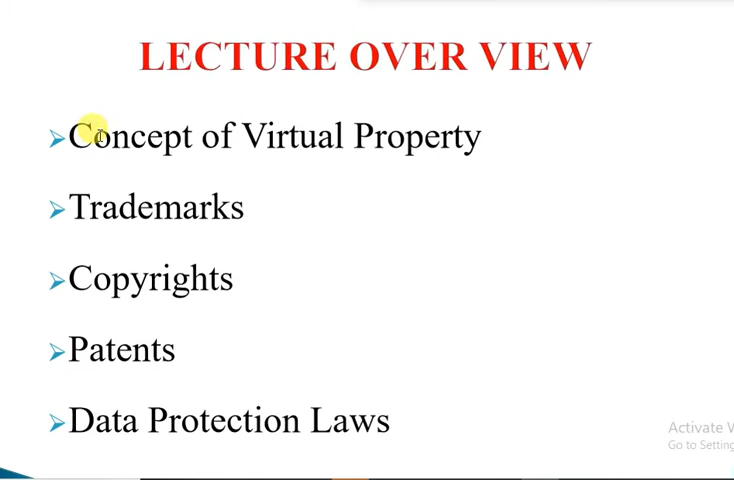 LECTURE OVER VIEW
Concept of Virtual Property
Trademarks
Copyrights
Patents
Data Protection Laws
Activate
Go to Setting